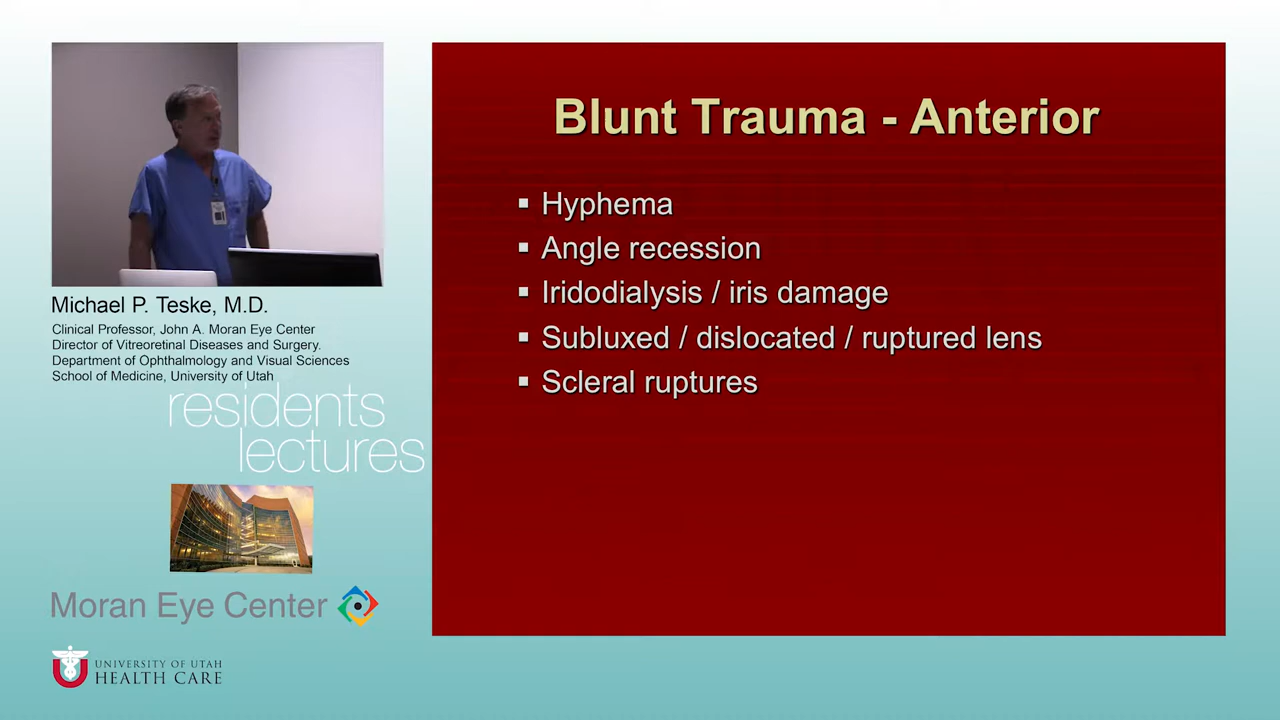 Michael P. Teske, M.D.
Clinical Professor, John A. Moran Eye Center
Director of Vitreoretinal Diseases and Surgery.
Department of Ophthalmology and Visual Sciences
School of Medicine, University of Utah
residents
lectures
Moran Eye Center
UNIVERSITY OF UTAH
HEALTH CARE
Blunt Trauma - Anterior
▪ Hyphema
▪ Angle recession
▪ Iridodialysis / iris damage
▪ Subluxed / dislocated / ruptured lens
▪ Scleral ruptures